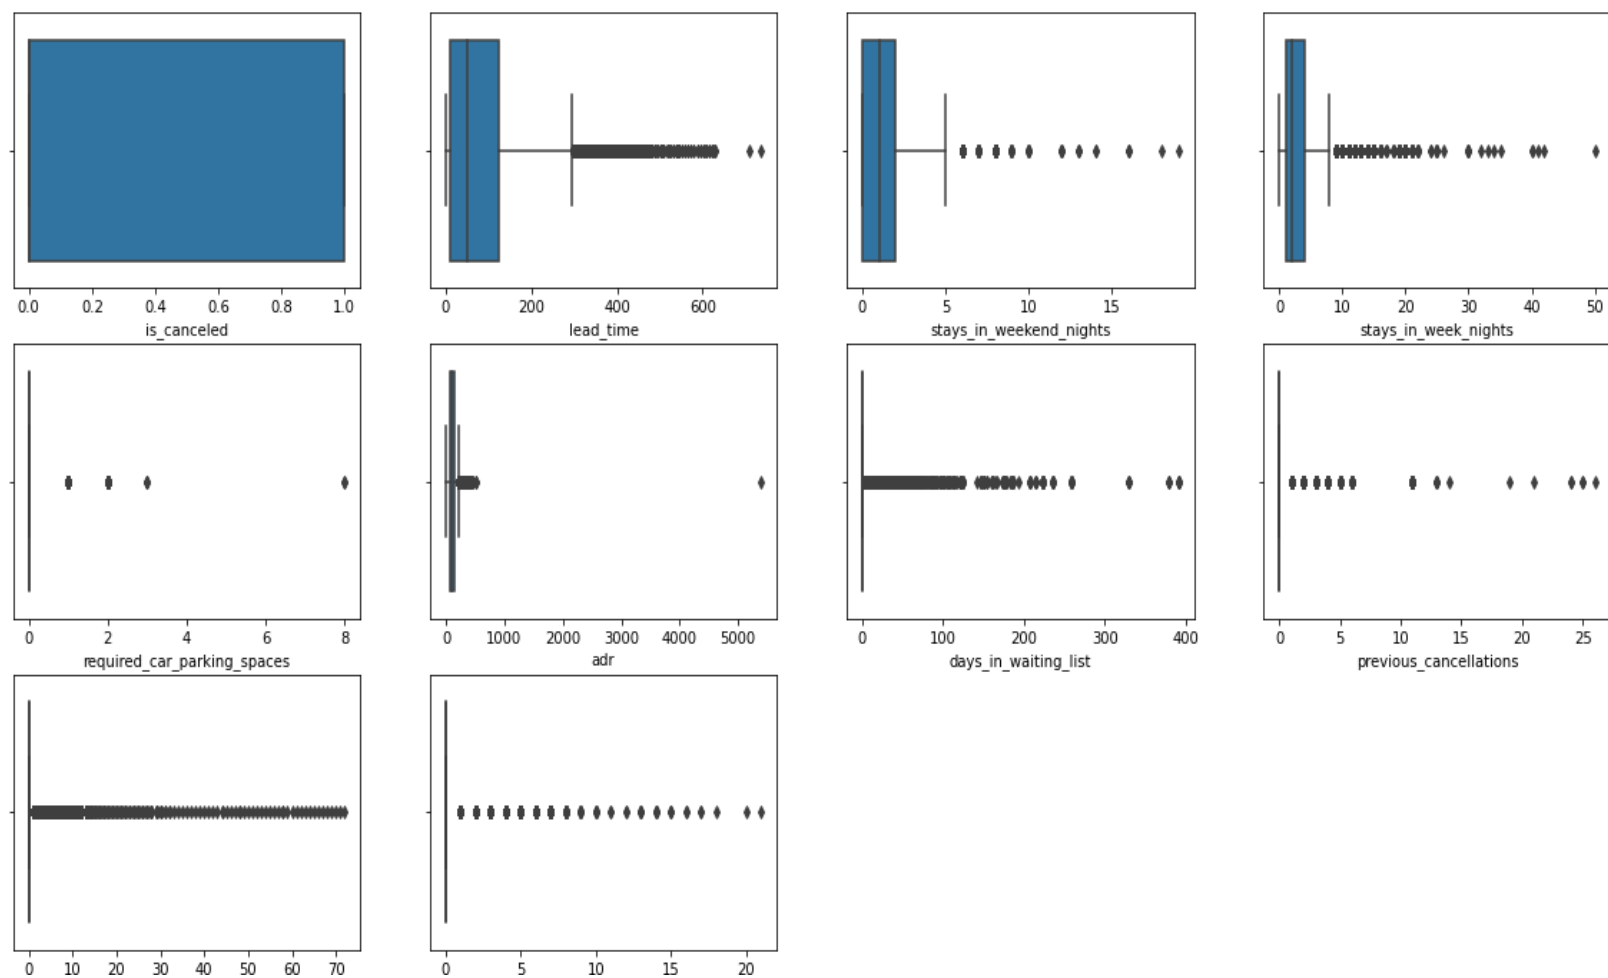 0.0 0.2 0.4 0.6 0.8 1.0
is_canceled
0 200 400 600
lead_time
0 5 10 15
stays_in_weekend_nights
0 10 20 30 40 50
stays_in_week_nights
0 2 4 6 8
required_car_parking_spaces
0 1000 2000 3000 4000 5000
adr
0 100 200 300 400
days_in_waiting_list
0 5 10 15 20 25
previous_cancellations
0 10 20 30 40 50 60 70
0 5 10 15 20